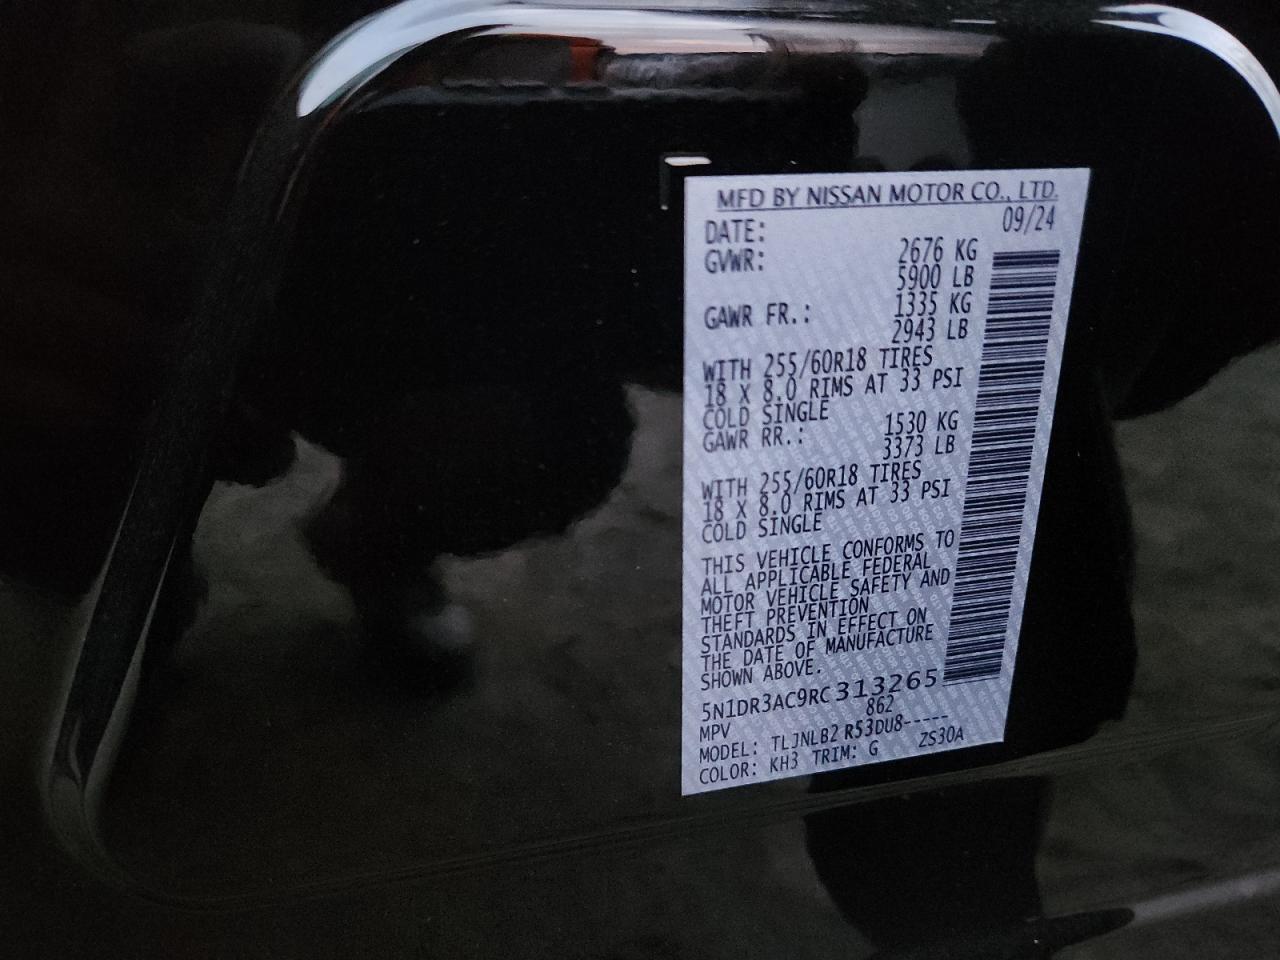 MFD BY NISSAN MOTOR CO., LTD.
DATE: 09/24
GVWR: 2676 KG
5900 LB
GAWR FR.: 1335 KG
2943 LB
WITH 255/60R18 TIRES
18 X 8.0 RIMS AT 33 PSI
COLD SINGLE
GAWR RR.: 1530 KG
3373 LB
WITH 255/60R18 TIRES
18 X 8.0 RIMS AT 33 PSI
COLD SINGLE
THIS VEHICLE CONFORMS TO
ALL APPLICABLE FEDERAL
MOTOR VEHICLE SAFETY AND
THEFT PREVENTION
STANDARDS IN EFFECT ON
THE DATE OF MANUFACTURE
SHOWN ABOVE.
5N1DR3AC9RC313265
MPV 862
MODEL: TLJNLB2 R53DU8-----
COLOR: KH3 TRIM: G ZS30A